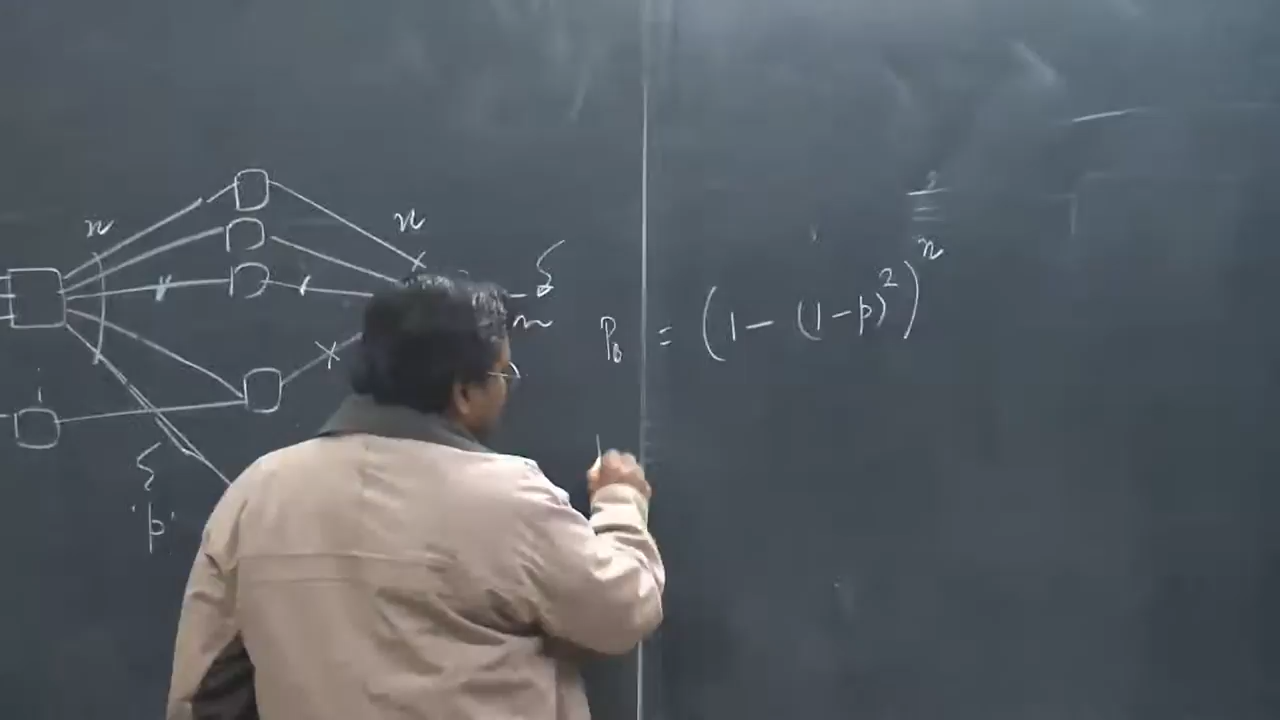 n
n
P_B = (1 - (1-p)^2)^n
'p'